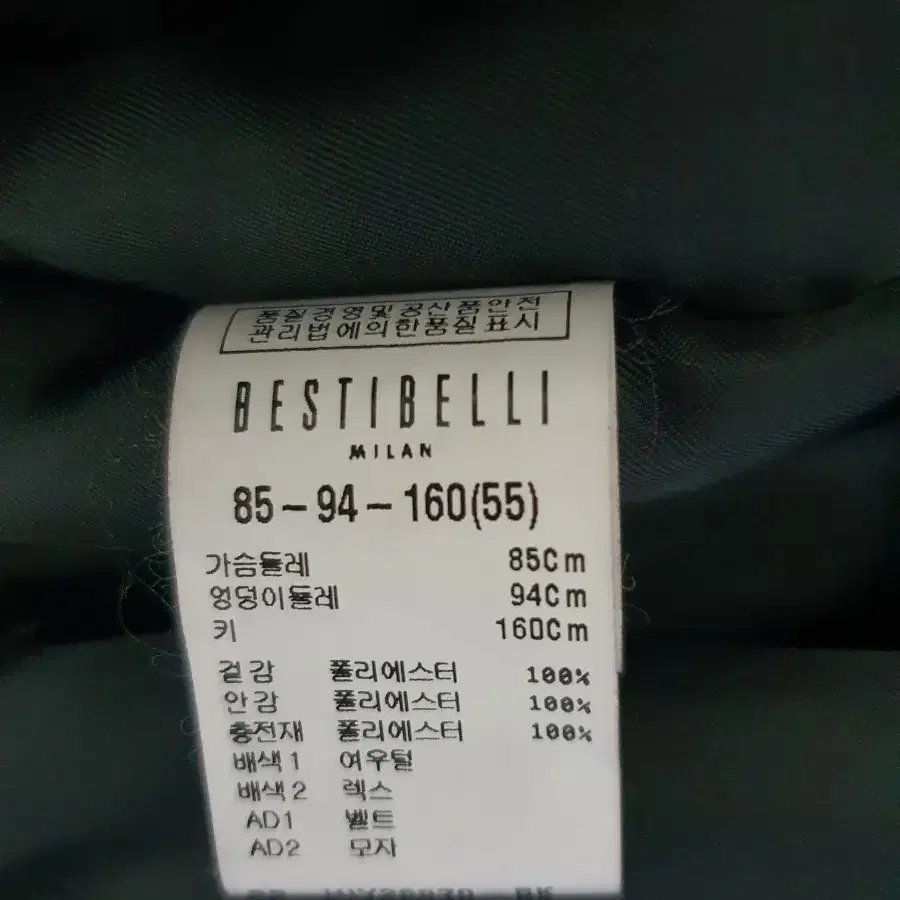 품질경영및공산품안전
관리법에의한품질표시
BESTIBELLI
MILAN
85-94-160(55)
가슴둘레 85Cm
엉덩이둘레 94Cm
키 160Cm
겉감 폴리에스터 100%
안감 폴리에스터 100%
충전재 폴리에스터 100%
배색1 여우털
배색2 렉스
AD1 벨트
AD2 모자